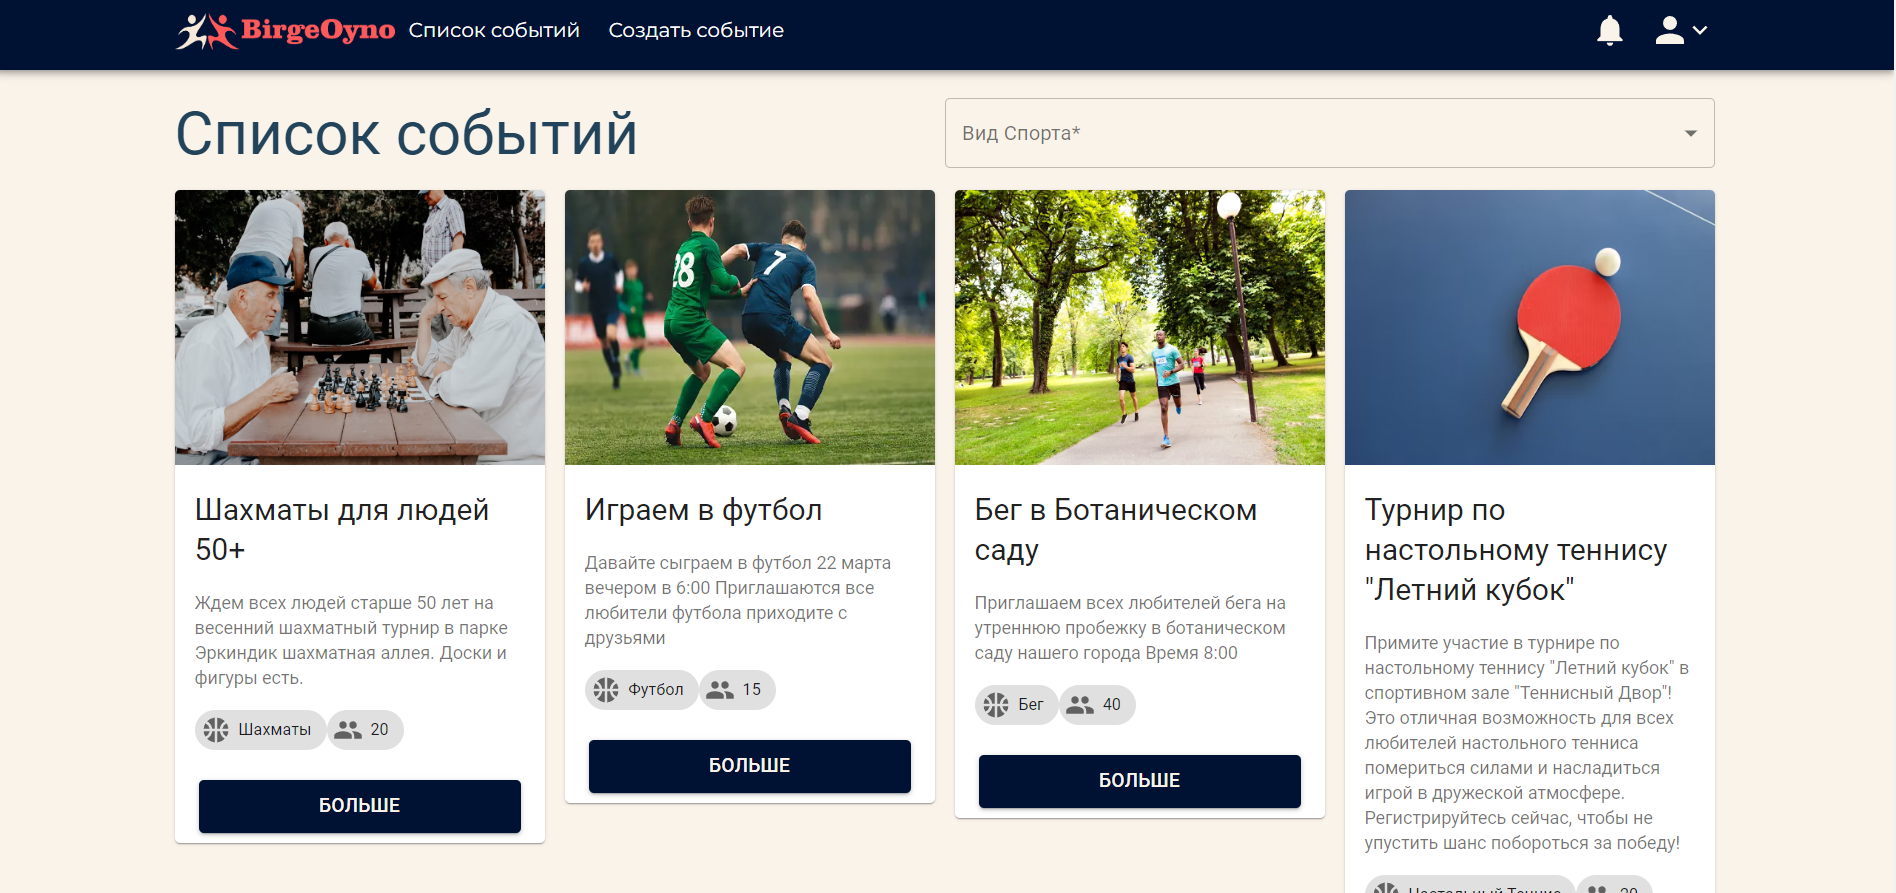 BirgeOyno Список событий Создать событие
Список событий
Вид Спорта*
28
7
Шахматы для людей
50+
Ждем всех людей старше 50 лет на
весенний шахматный турнир в парке
Эркиндик шахматная аллея. Доски и
фигуры есть.
Шахматы 20
БОЛЬШЕ
Играем в футбол
Давайте сыграем в футбол 22 марта
вечером в 6:00 Приглашаются все
любители футбола приходите с
друзьями
Футбол 15
БОЛЬШЕ
Бег в Ботаническом
саду
Приглашаем всех любителей бега на
утреннюю пробежку в ботаническом
саду нашего города Время 8:00
Бег 40
БОЛЬШЕ
Турнир по
настольному теннису
"Летний кубок"
Примите участие в турнире по
настольному теннису "Летний кубок" в
спортивном зале "Теннисный Двор"!
Это отличная возможность для всех
любителей настольного тенниса
помериться силами и насладиться
игрой в дружеской атмосфере.
Регистрируйтесь сейчас, чтобы не
упустить шанс побороться за победу!
Настольный Теннис 20